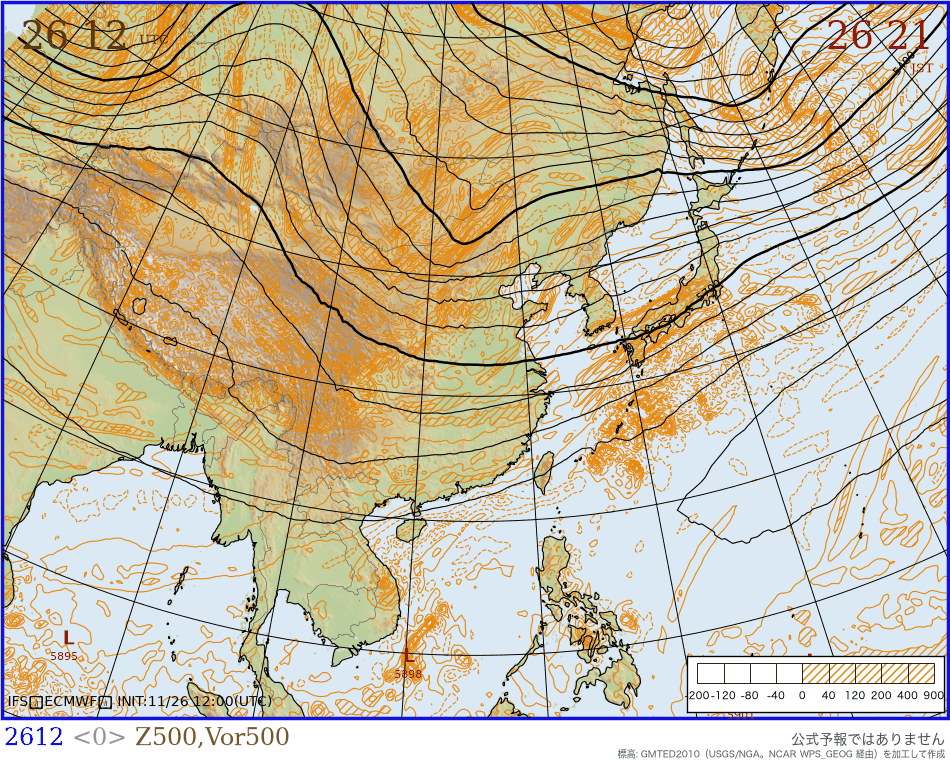 26 12 UTC
26 21 JST
L
5895
L
5898
IFS□ECMWF□ INIT:11/26 12:00(UTC)
-200 -120 -80 -40 0 40 120 200 400 900
2612 <0> Z500,Vor500
公式予報ではありません
標高: GMTED2010（USGS/NGA。NCAR WPS_GEOG 経由）を加工して作成